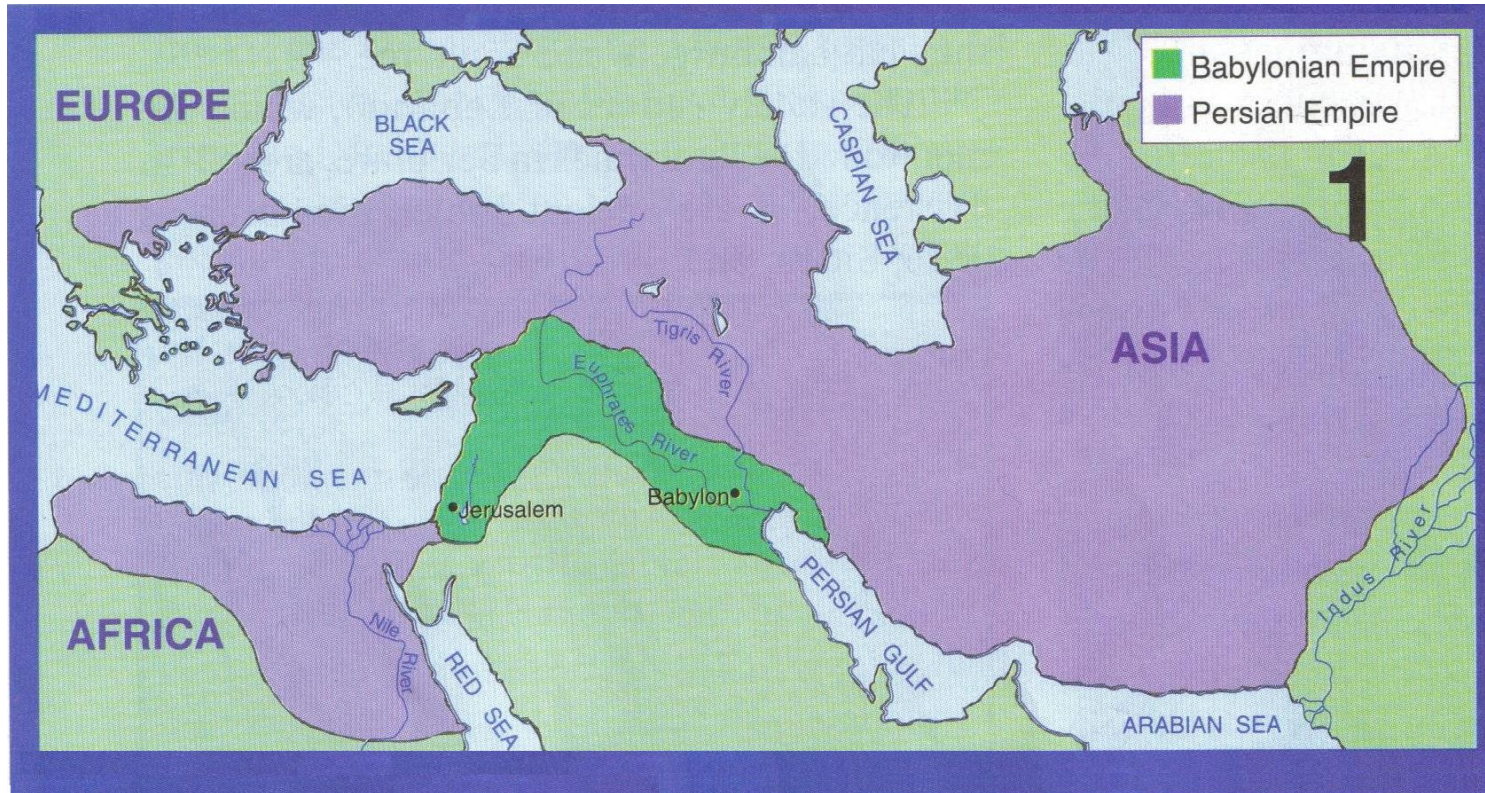 Babylonian Empire
Persian Empire
1
EUROPE
BLACK
SEA
CASPIAN SEA
ASIA
Tigris River
Euphrates River
MEDITERRANEAN SEA
Babylon
Jerusalem
Indus River
PERSIAN GULF
AFRICA
Nile River
RED SEA
ARABIAN SEA